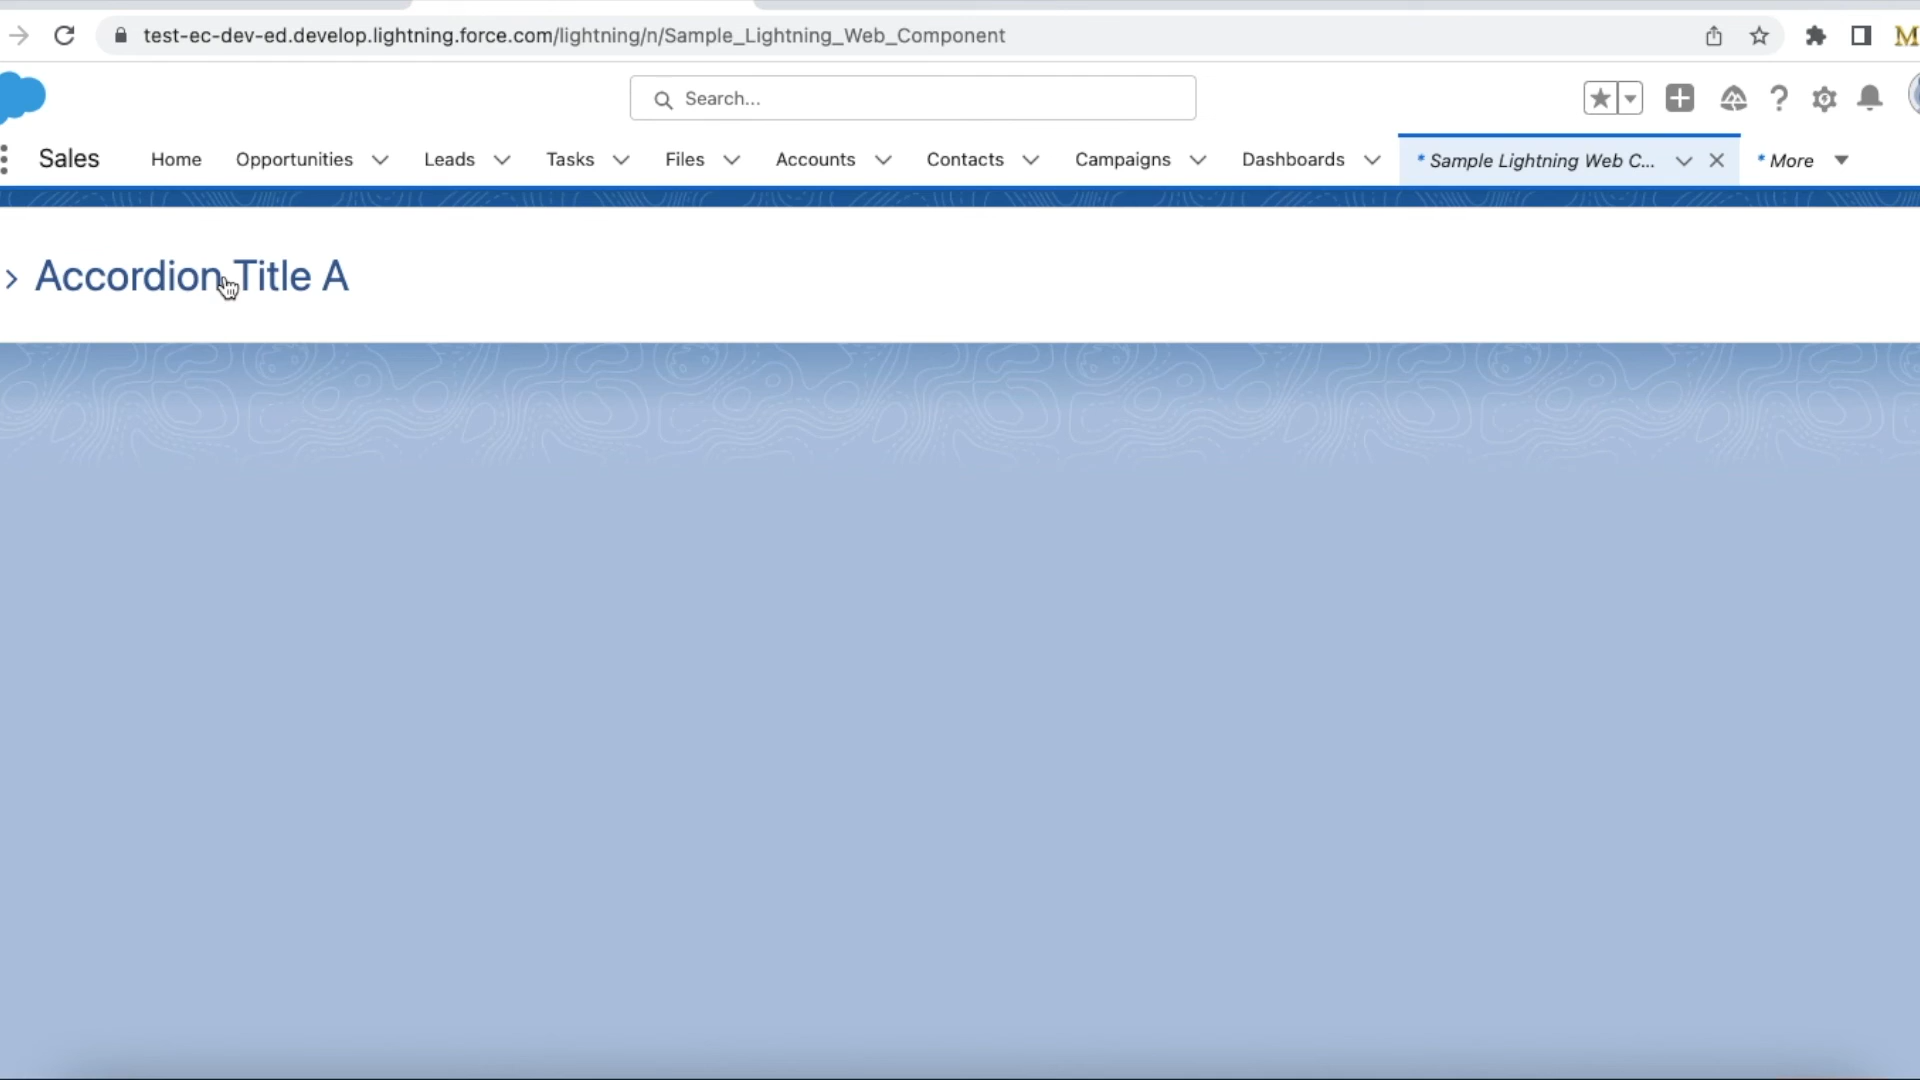 test-ec-dev-ed.develop.lightning.force.com/lightning/n/Sample_Lightning_Web_Component
M
Search...
Sales Home Opportunities Leads Tasks Files Accounts Contacts Campaigns Dashboards * Sample Lightning Web C... * More
Accordion Title A